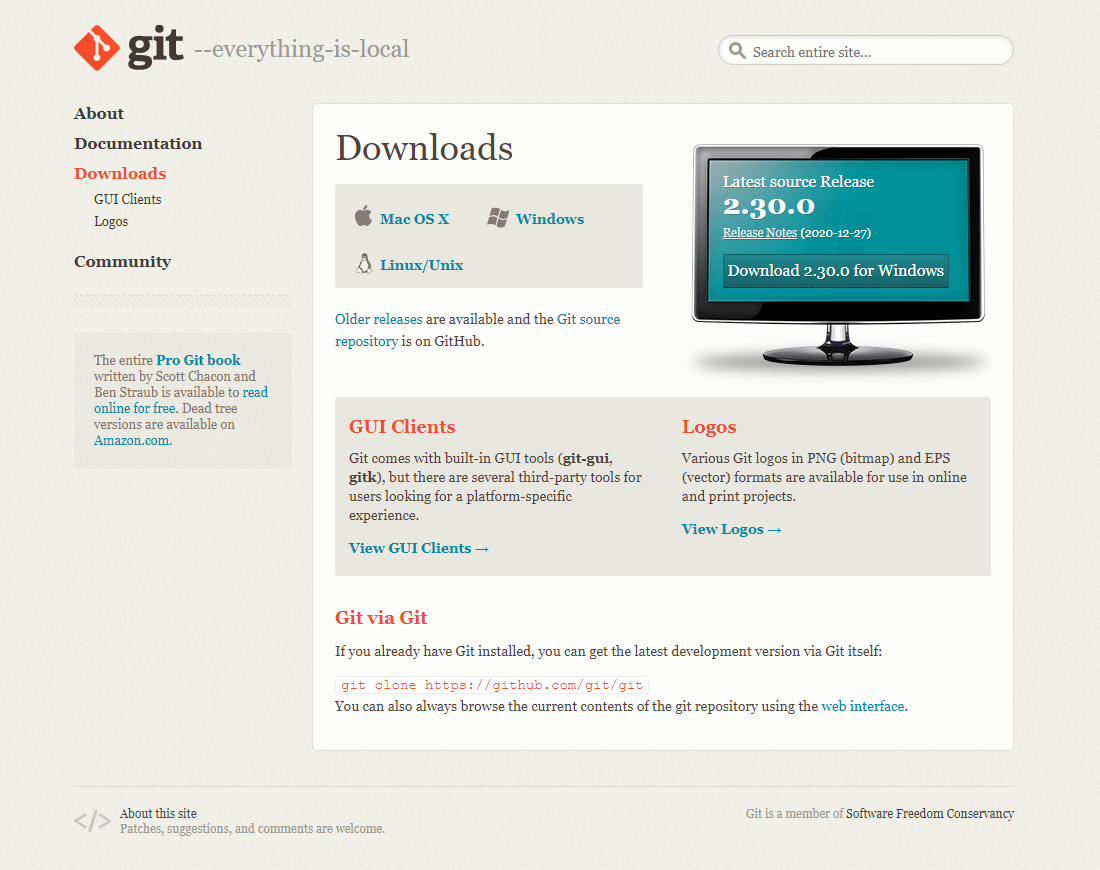 git --everything-is-local
Search entire site...
About
Documentation
Downloads
GUI Clients
Logos
Community
The entire Pro Git book
written by Scott Chacon and
Ben Straub is available to read
online for free. Dead tree
versions are available on
Amazon.com.
Downloads
Mac OS X
Windows
Linux/Unix
Older releases are available and the Git source
repository is on GitHub.
Latest source Release
2.30.0
Release Notes (2020-12-27)
Download 2.30.0 for Windows
GUI Clients
Git comes with built-in GUI tools (git-gui,
gitk), but there are several third-party tools for
users looking for a platform-specific
experience.
View GUI Clients →
Logos
Various Git logos in PNG (bitmap) and EPS
(vector) formats are available for use in online
and print projects.
View Logos →
Git via Git
If you already have Git installed, you can get the latest development version via Git itself:
git clone https://github.com/git/git
You can also always browse the current contents of the git repository using the web interface.
</> About this site
Patches, suggestions, and comments are welcome.
Git is a member of Software Freedom Conservancy